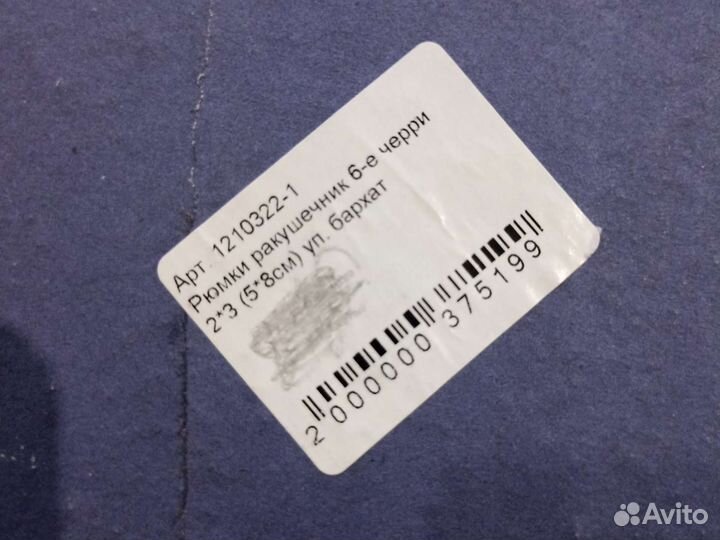 Арт. 1210322-1
Рюмки ракушечник 6-е черри
2*3 (5*8см) уп. бархат
2 000000 375199
Avito